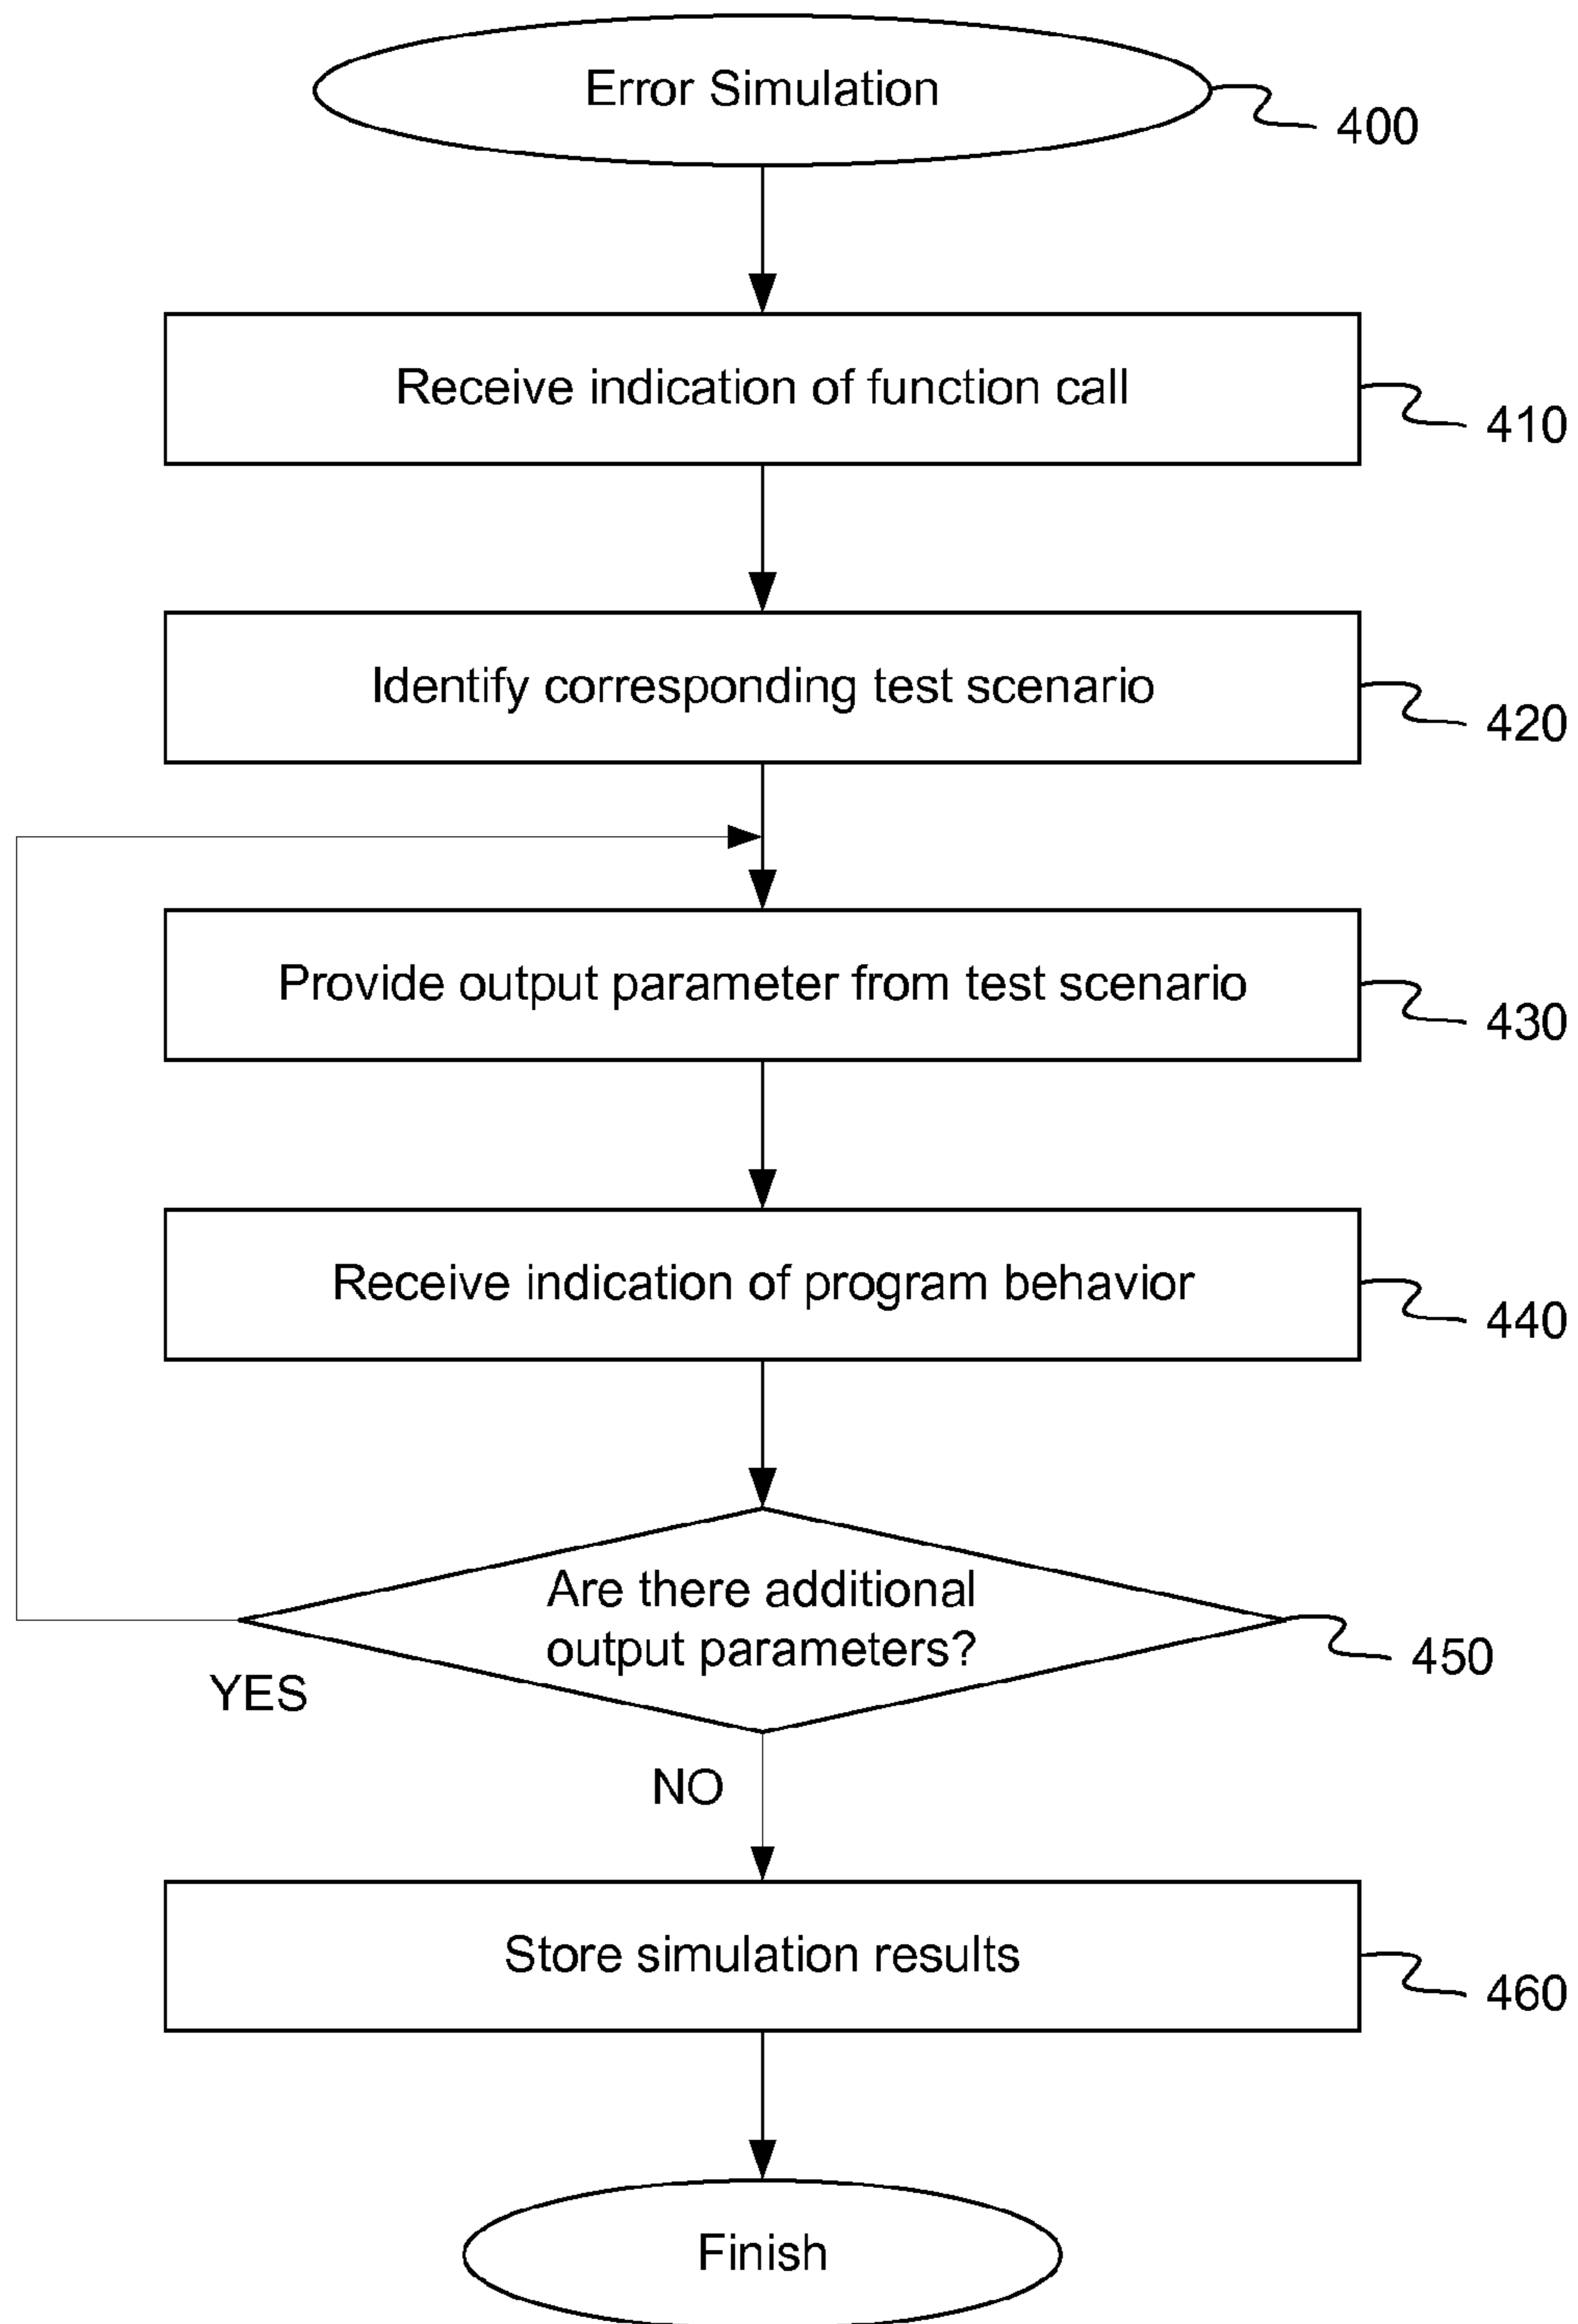 Error Simulation
400
Receive indication of function call
410
Identify corresponding test scenario
420
Provide output parameter from test scenario
430
Receive indication of program behavior
440
Are there additional
output parameters?
450
YES
NO
Store simulation results
460
Finish